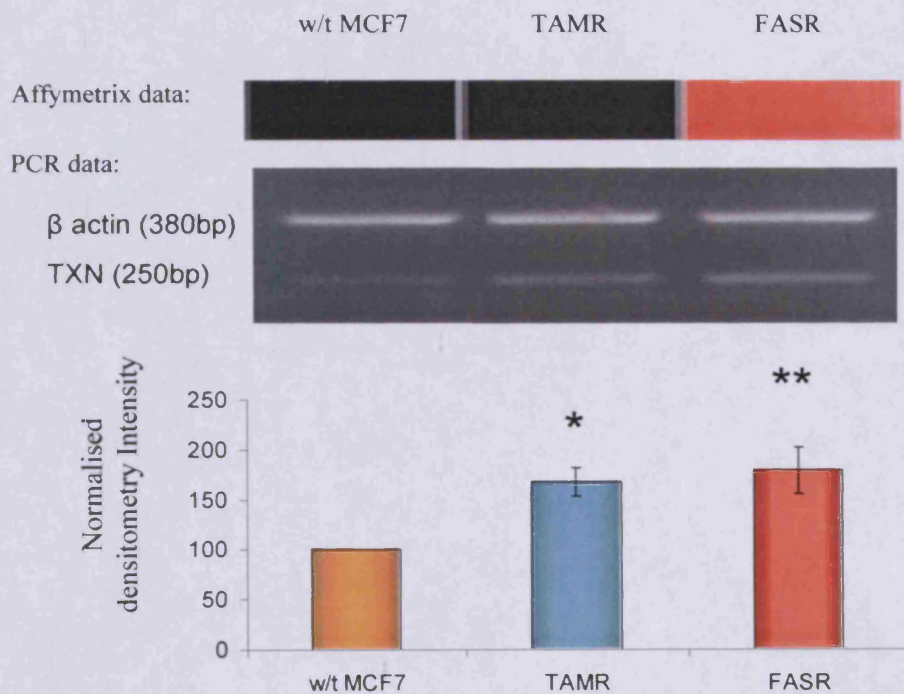 w/t MCF7 TAMR FASR
Affymetrix data:
PCR data:
β actin (380bp)
TXN (250bp)
Normalised
densitometry Intensity
250
200
150
100
50
0
*
**
w/t MCF7 TAMR FASR